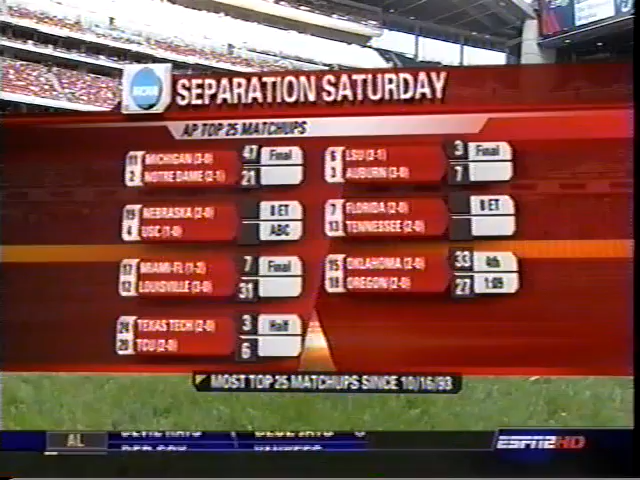 NCAA
SEPARATION SATURDAY
AP TOP 25 MATCHUPS
11 MICHIGAN (3-0) 47 Final
2 NOTRE DAME (2-1) 21
6 LSU (2-1) 3 Final
3 AUBURN (3-0) 7
19 NEBRASKA (2-0) 8 ET
4 USC (1-0) ABC
7 FLORIDA (2-0) 8 ET
13 TENNESSEE (2-0)
17 MIAMI-FL (1-2) 7 Final
12 LOUISVILLE (3-0) 31
15 OKLAHOMA (2-0) 33 4th
18 OREGON (2-0) 27 1:09
24 TEXAS TECH (2-0) 3 Half
20 TCU (2-0) 6
MOST TOP 25 MATCHUPS SINCE 10/16/93
AL
ESPN2HD